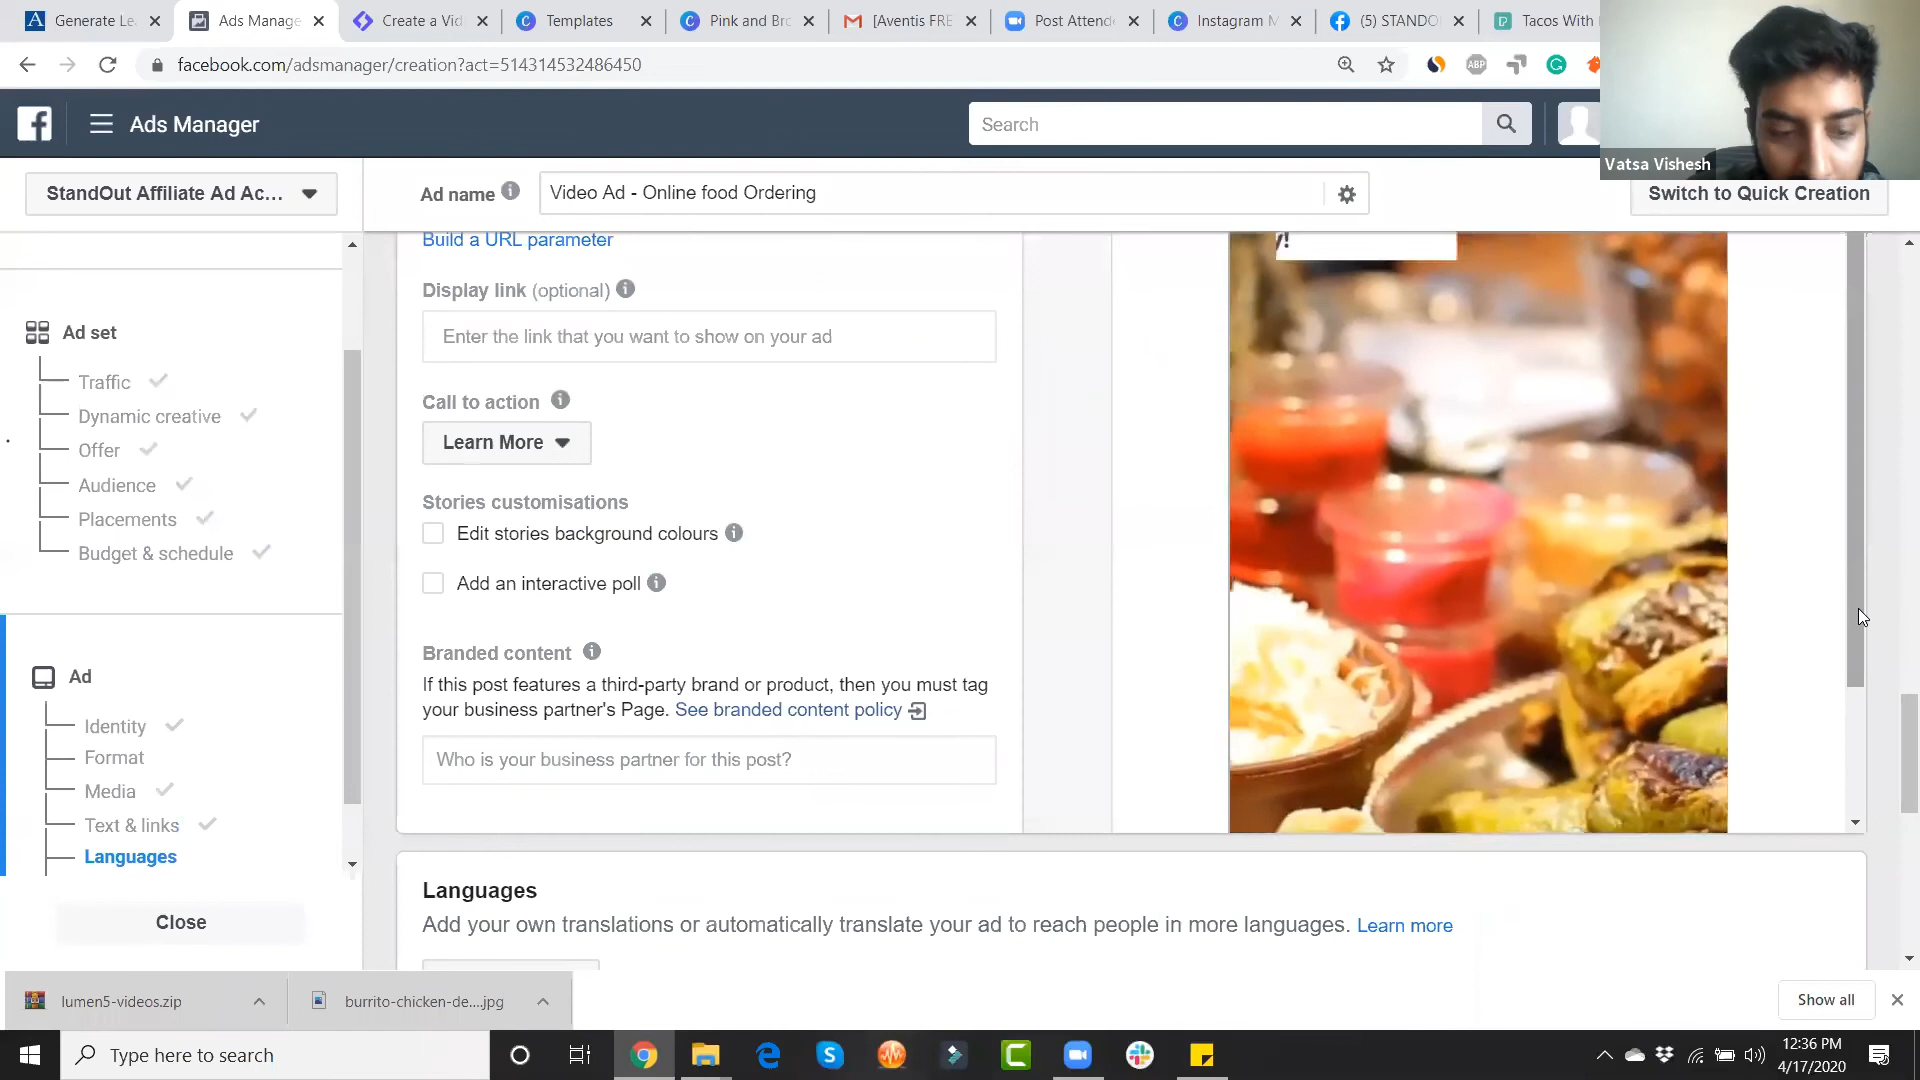 Generate Le
Ads Manage
Create a Vid
Templates
Pink and Bro
[Aventis FRE
Post Attende
Instagram M
(5) STANDO
Tacos With
facebook.com/adsmanager/creation?act=514314532486450
ABP
Ads Manager
Search
Vatsa Vishesh
StandOut Affiliate Ad Ac...
Ad name
Video Ad - Online food Ordering
Switch to Quick Creation
Build a URL parameter
y!
Display link (optional)
Enter the link that you want to show on your ad
Ad set
Traffic
Dynamic creative
Offer
Audience
Placements
Budget & schedule
Call to action
Learn More
Stories customisations
Edit stories background colours
Add an interactive poll
Branded content
If this post features a third-party brand or product, then you must tag
your business partner's Page. See branded content policy
Who is your business partner for this post?
Ad
Identity
Format
Media
Text & links
Languages
Close
Languages
Add your own translations or automatically translate your ad to reach people in more languages. Learn more
lumen5-videos.zip
burrito-chicken-de....jpg
Show all
Type here to search
12:36 PM
4/17/2020